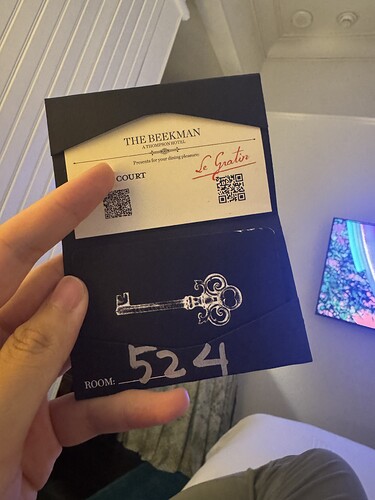 THE BEEKMAN
A THOMPSON HOTEL
Presents for your dining pleasure:
COURT
Le Gratin
ROOM: 524